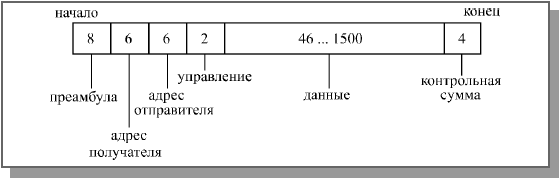 начало
конец
8 6 6 2 46 ... 1500 4
управление
преамбула
адрес
отправителя
данные
контрольная
сумма
адрес
получателя